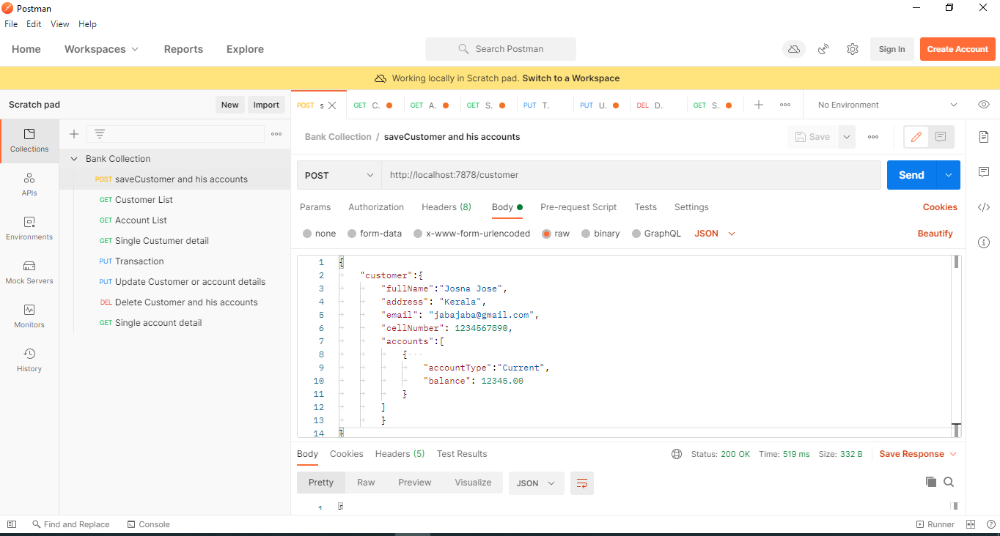 Postman
File Edit View Help
Home Workspaces Reports Explore Search Postman Sign In Create Account
Working locally in Scratch pad. Switch to a Workspace
Scratch pad New Import
POST s GET C. GET A. GET S. PUT T. PUT U. DEL D.. GET S. No Environment
Collections
APIs
Environments
Mock Servers
Monitors
History
Bank Collection
POST saveCustomer and his accounts
GET Customer List
GET Account List
GET Single Custumer detail
PUT Transaction
PUT Update Customer or account details
DEL Delete Customer and his accounts
GET Single account detail
Bank Collection / saveCustomer and his accounts Save
POST http://localhost:7878/customer Send
Params Authorization Headers (8) Body Pre-request Script Tests Settings Cookies
none form-data x-www-form-urlencoded raw binary GraphQL JSON Beautify
1 {
2 "customer":{
3 "fullName":"Josna Jose",
4 "address": "Kerala",
5 "email": "jabajaba@gmail.com",
6 "cellNumber": 1234567890,
7 "accounts":[
8 {
9 "accountType":"Current",
10 "balance": 12345.00
11 }
12 ]
13 }
14 }
Body Cookies Headers (5) Test Results Status: 200 OK Time: 519 ms Size: 332 B Save Response
Pretty Raw Preview Visualize JSON
1 {
Find and Replace Console Runner